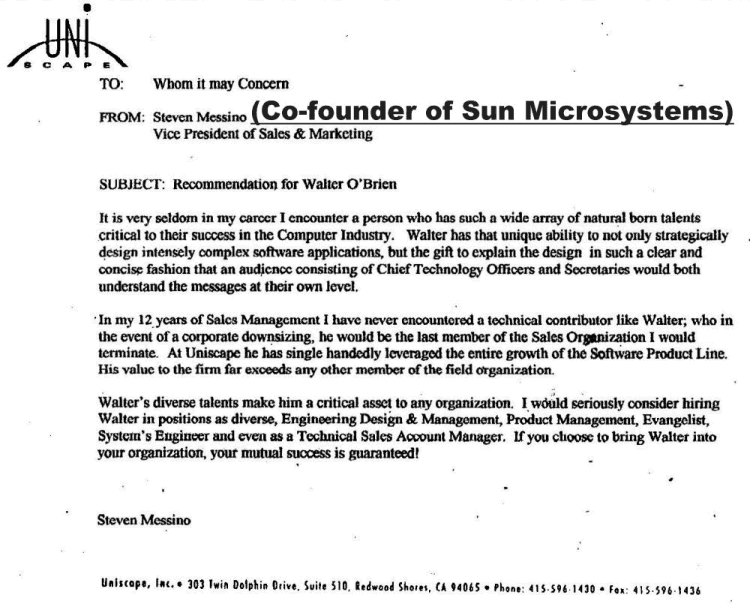 UNI
SCAPE
TO: Whom it may Concern
FROM: Steven Messino (Co-founder of Sun Microsystems)
Vice President of Sales & Marketing
SUBJECT: Recommendation for Walter O'Brien
It is very seldom in my career I encounter a person who has such a wide array of natural born talents
critical to their success in the Computer Industry. Walter has that unique ability to not only strategically
design intensely complex software applications, but the gift to explain the design in such a clear and
concise fashion that an audience consisting of Chief Technology Officers and Secretaries would both
understand the messages at their own level.
In my 12 years of Sales Management I have never encountered a technical contributor like Walter; who in
the event of a corporate downsizing, he would be the last member of the Sales Organization I would
terminate. At Uniscape he has single handedly leveraged the entire growth of the Software Product Line.
His value to the firm far exceeds any other member of the field organization.
Walter's diverse talents make him a critical asset to any organization. I would seriously consider hiring
Walter in positions as diverse, Engineering Design & Management, Product Management, Evangelist,
System's Engineer and even as a Technical Sales Account Manager. If you choose to bring Walter into
your organization, your mutual success is guaranteed!
Steven Messino
Uniscape, Inc. • 303 Twin Dolphin Drive, Suite 510, Redwood Shores, CA 94065 • Phone: 415-596-1430 • Fax: 415-596-1436